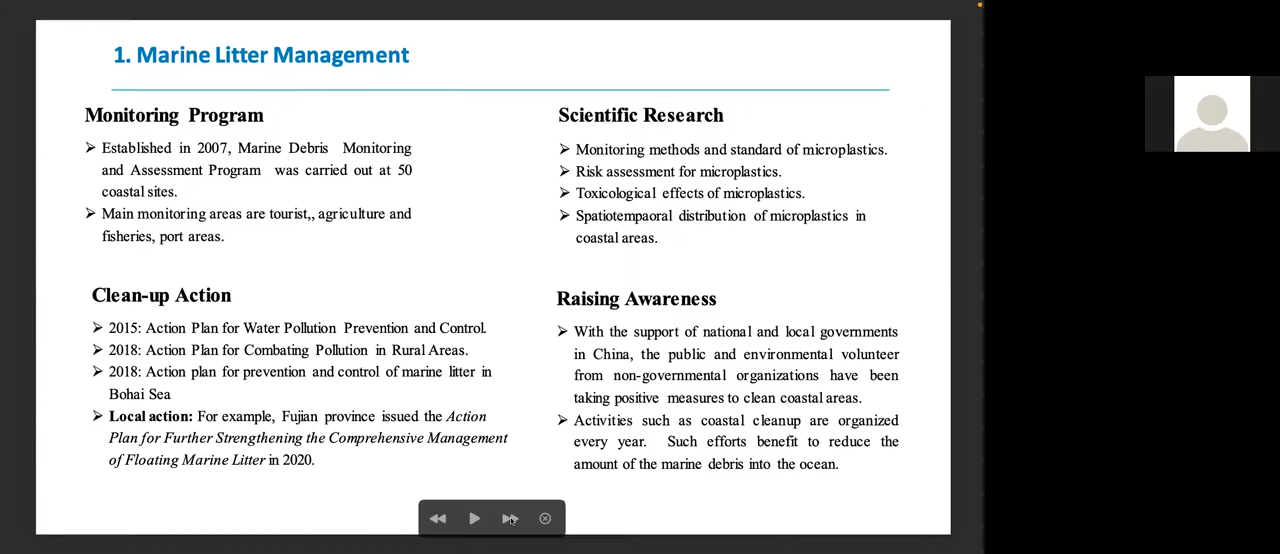 1. Marine Litter Management
Monitoring Program
➢ Established in 2007, Marine Debris Monitoring
and Assessment Program was carried out at 50
coastal sites.
➢ Main monitoring areas are tourist,, agriculture and
fisheries, port areas.
Scientific Research
➢ Monitoring methods and standard of microplastics.
➢ Risk assessment for microplastics.
➢ Toxicological effects of microplastics.
➢ Spatiotempaoral distribution of microplastics in
coastal areas.
Clean-up Action
➢ 2015: Action Plan for Water Pollution Prevention and Control.
➢ 2018: Action Plan for Combating Pollution in Rural Areas.
➢ 2018: Action plan for prevention and control of marine litter in
Bohai Sea
➢ Local action: For example, Fujian province issued the Action
Plan for Further Strengthening the Comprehensive Management
of Floating Marine Litter in 2020.
Raising Awareness
➢ With the support of national and local governments
in China, the public and environmental volunteer
from non-governmental organizations have been
taking positive measures to clean coastal areas.
➢ Activities such as coastal cleanup are organized
every year. Such efforts benefit to reduce the
amount of the marine debris into the ocean.